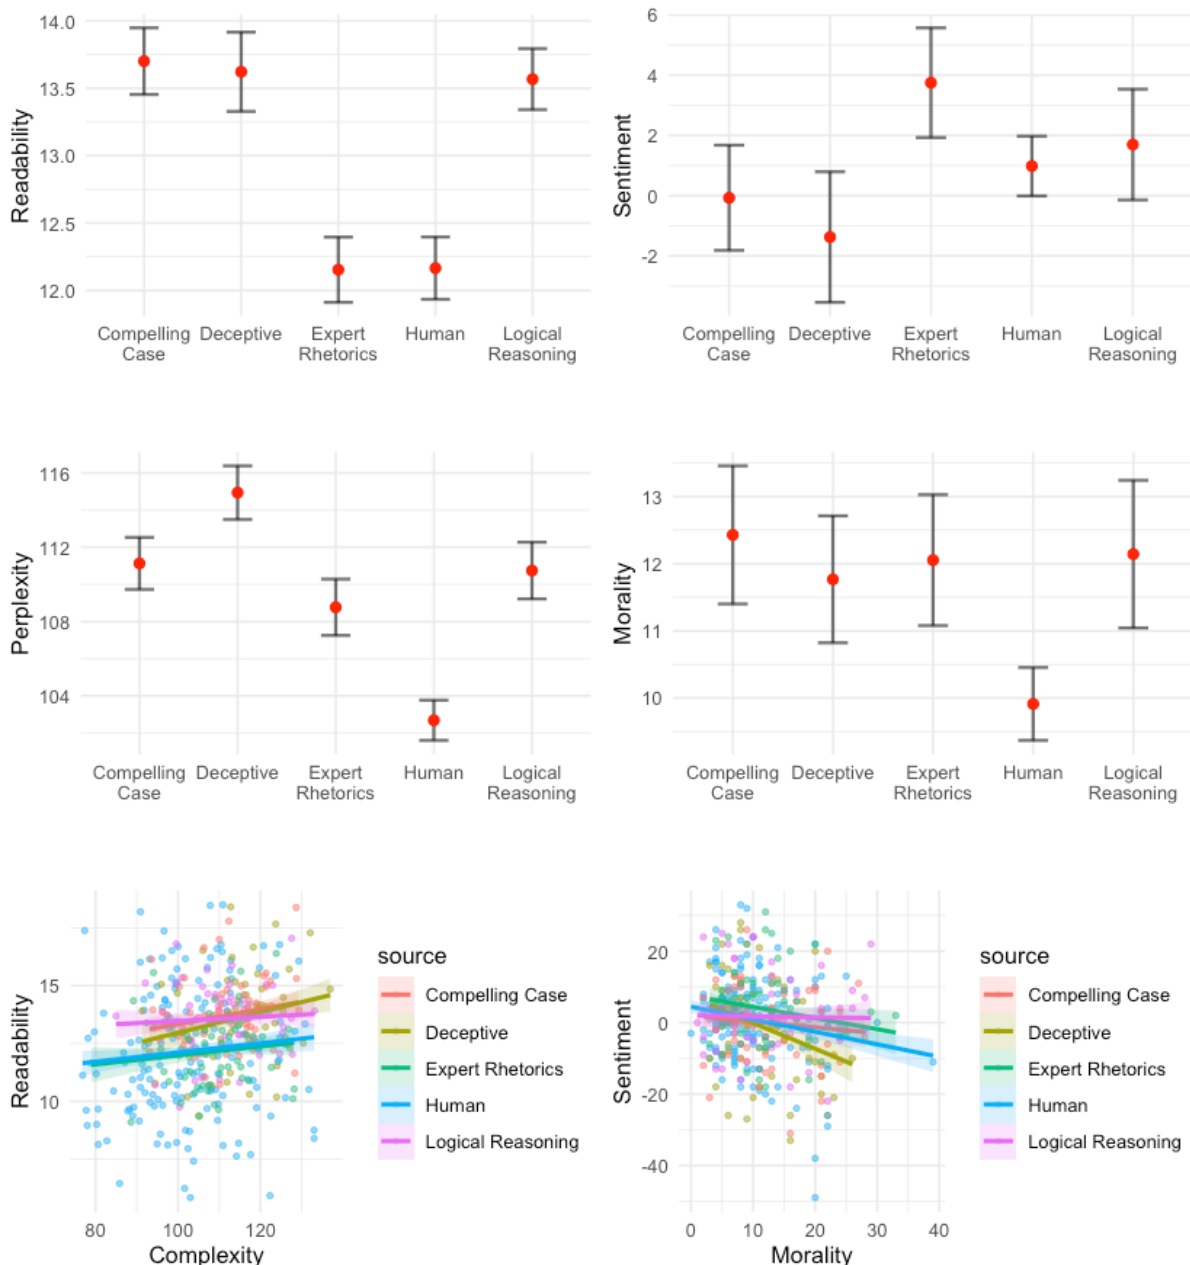 Readability
14.0
13.5
13.0
12.5
12.0
Compelling Case
Deceptive
Expert Rhetorics
Human
Logical Reasoning
Sentiment
6
4
2
0
-2
Compelling Case
Deceptive
Expert Rhetorics
Human
Logical Reasoning
Perplexity
116
112
108
104
Compelling Case
Deceptive
Expert Rhetorics
Human
Logical Reasoning
Morality
13
12
11
10
Compelling Case
Deceptive
Expert Rhetorics
Human
Logical Reasoning
Readability
15
10
80 100 120
Complexity
source
Compelling Case
Deceptive
Expert Rhetorics
Human
Logical Reasoning
Sentiment
20
0
-20
-40
0 10 20 30 40
Morality
source
Compelling Case
Deceptive
Expert Rhetorics
Human
Logical Reasoning